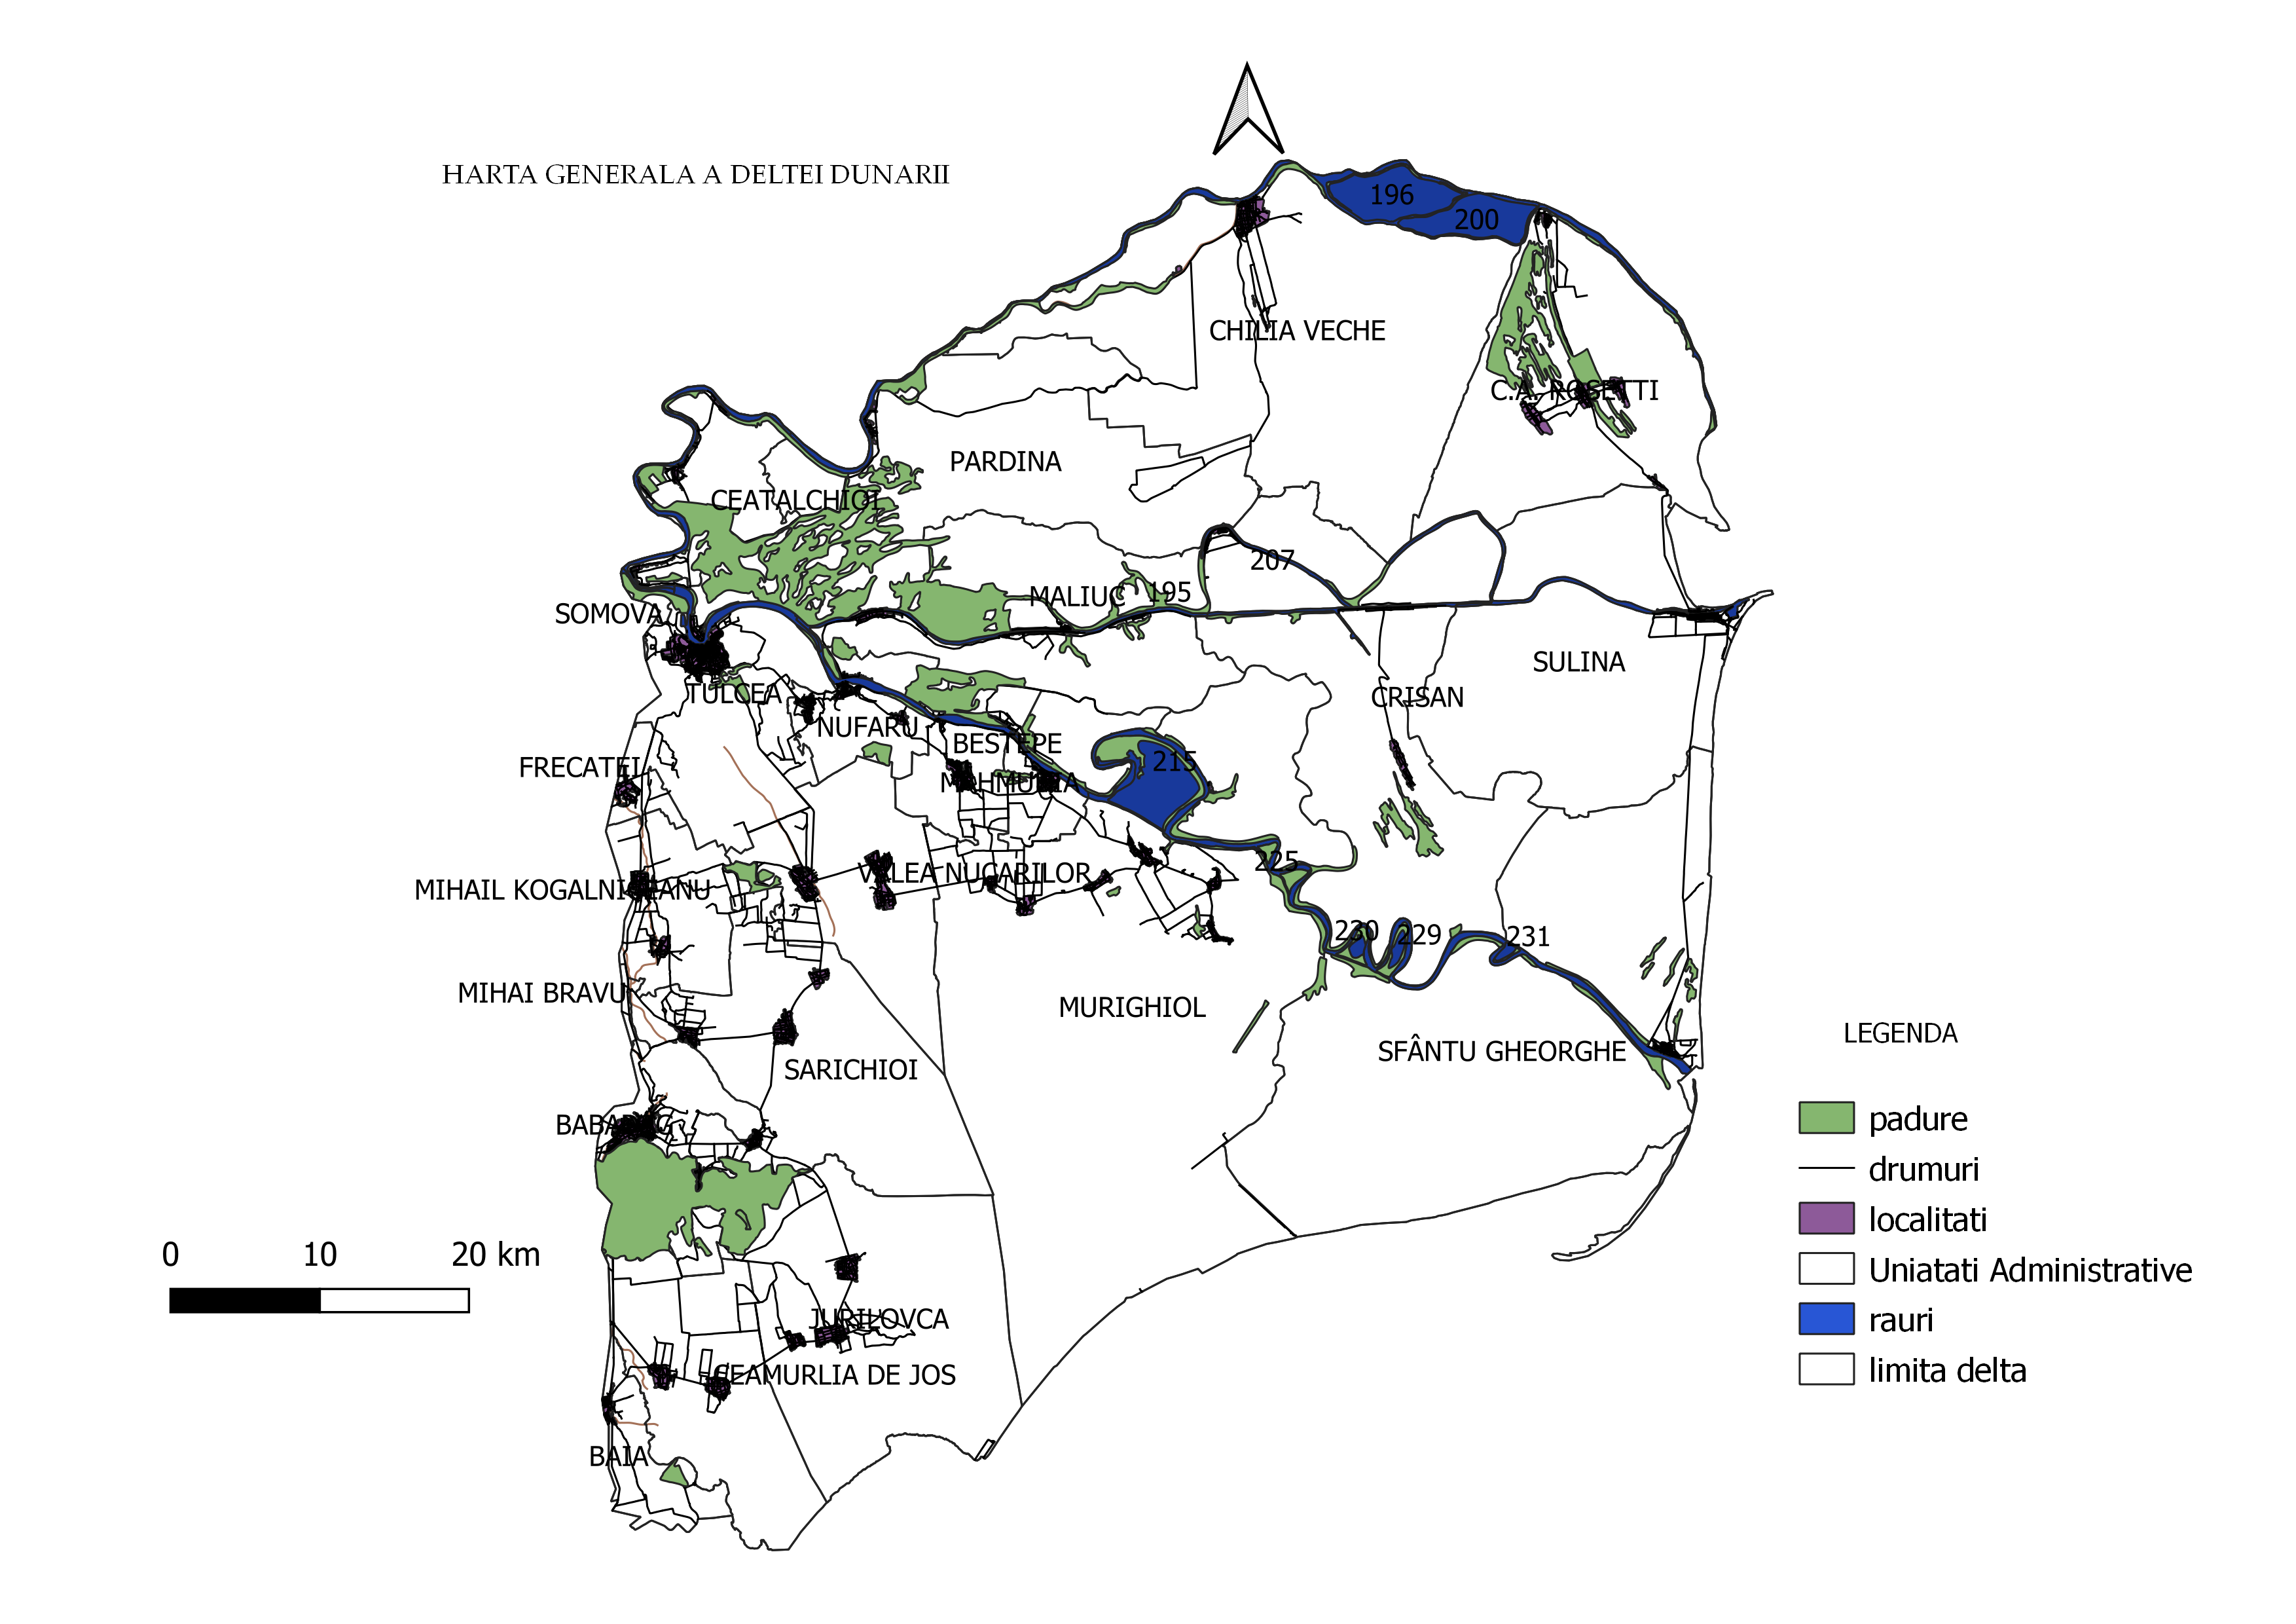 HARTA GENERALA A DELTEI DUNARII
196
200
CHILIA VECHE
C.A. ROSETTI
PARDINA
CEATALCHIOI
207
MALIUC
195
SOMOVA
SULINA
TULCEA
CRISAN
NUFARU
BESTEPE
215
FRECATEI
MAHMUDIA
225
VALEA NUCARILOR
MIHAIL KOGALNICEANU
230
229
231
MIHAI BRAVU
MURIGHIOL
SFÂNTU GHEORGHE
SARICHIOI
BABADAG
JURILOVCA
CEAMURLIA DE JOS
BAIA
0 10 20 km
LEGENDA
padure
drumuri
localitati
Uniatati Administrative
rauri
limita delta